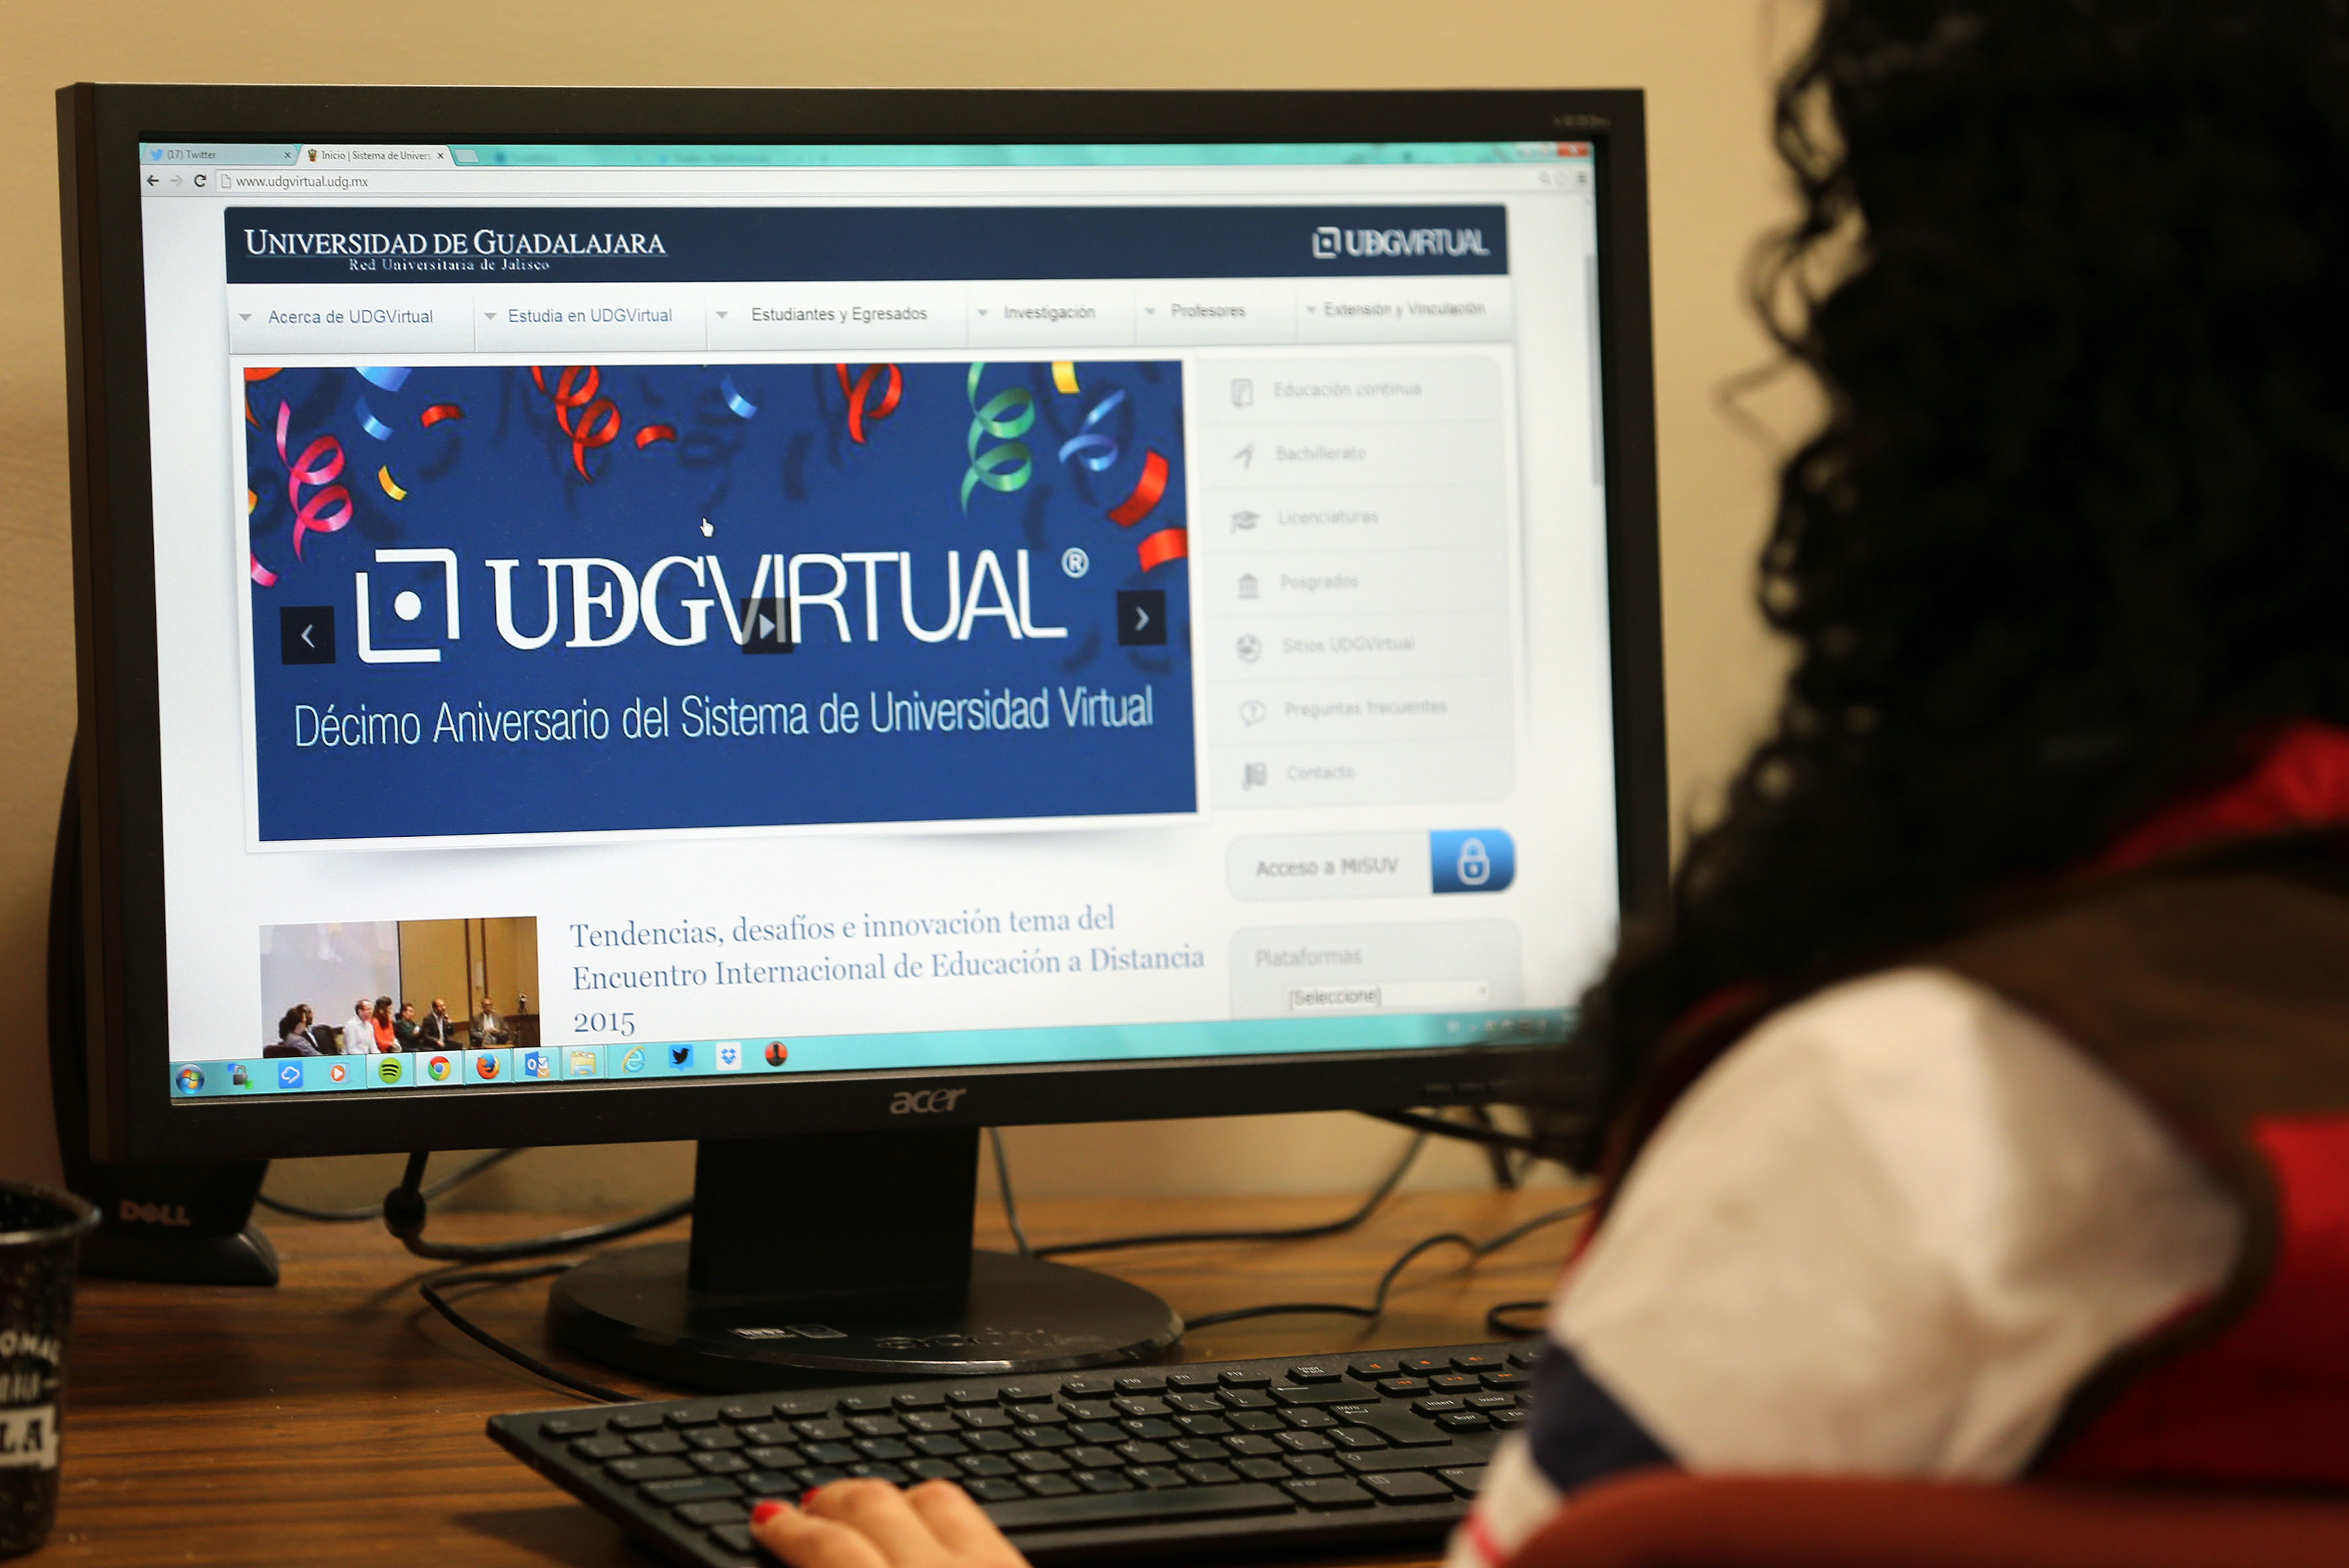 (17) Twitter
Inicio | Sistema de Univers
www.udgvirtual.udg.mx
UNIVERSIDAD DE GUADALAJARA
Red Universitaria de Jalisco
UDGVIRTUAL
Acerca de UDGVirtual
Estudia en UDGVirtual
Estudiantes y Egresados
Investigación
Profesores
Extensión y Vinculación
UDGVIRTUAL®
Décimo Aniversario del Sistema de Universidad Virtual
Educación continua
Bachillerato
Licenciaturas
Posgrados
Sitios UDGVirtual
Preguntas frecuentes
Contacto
Acceso a MISUV
Plataformas
[Seleccione]
Tendencias, desafíos e innovación tema del
Encuentro Internacional de Educación a Distancia
2015
acer
DELL
LA